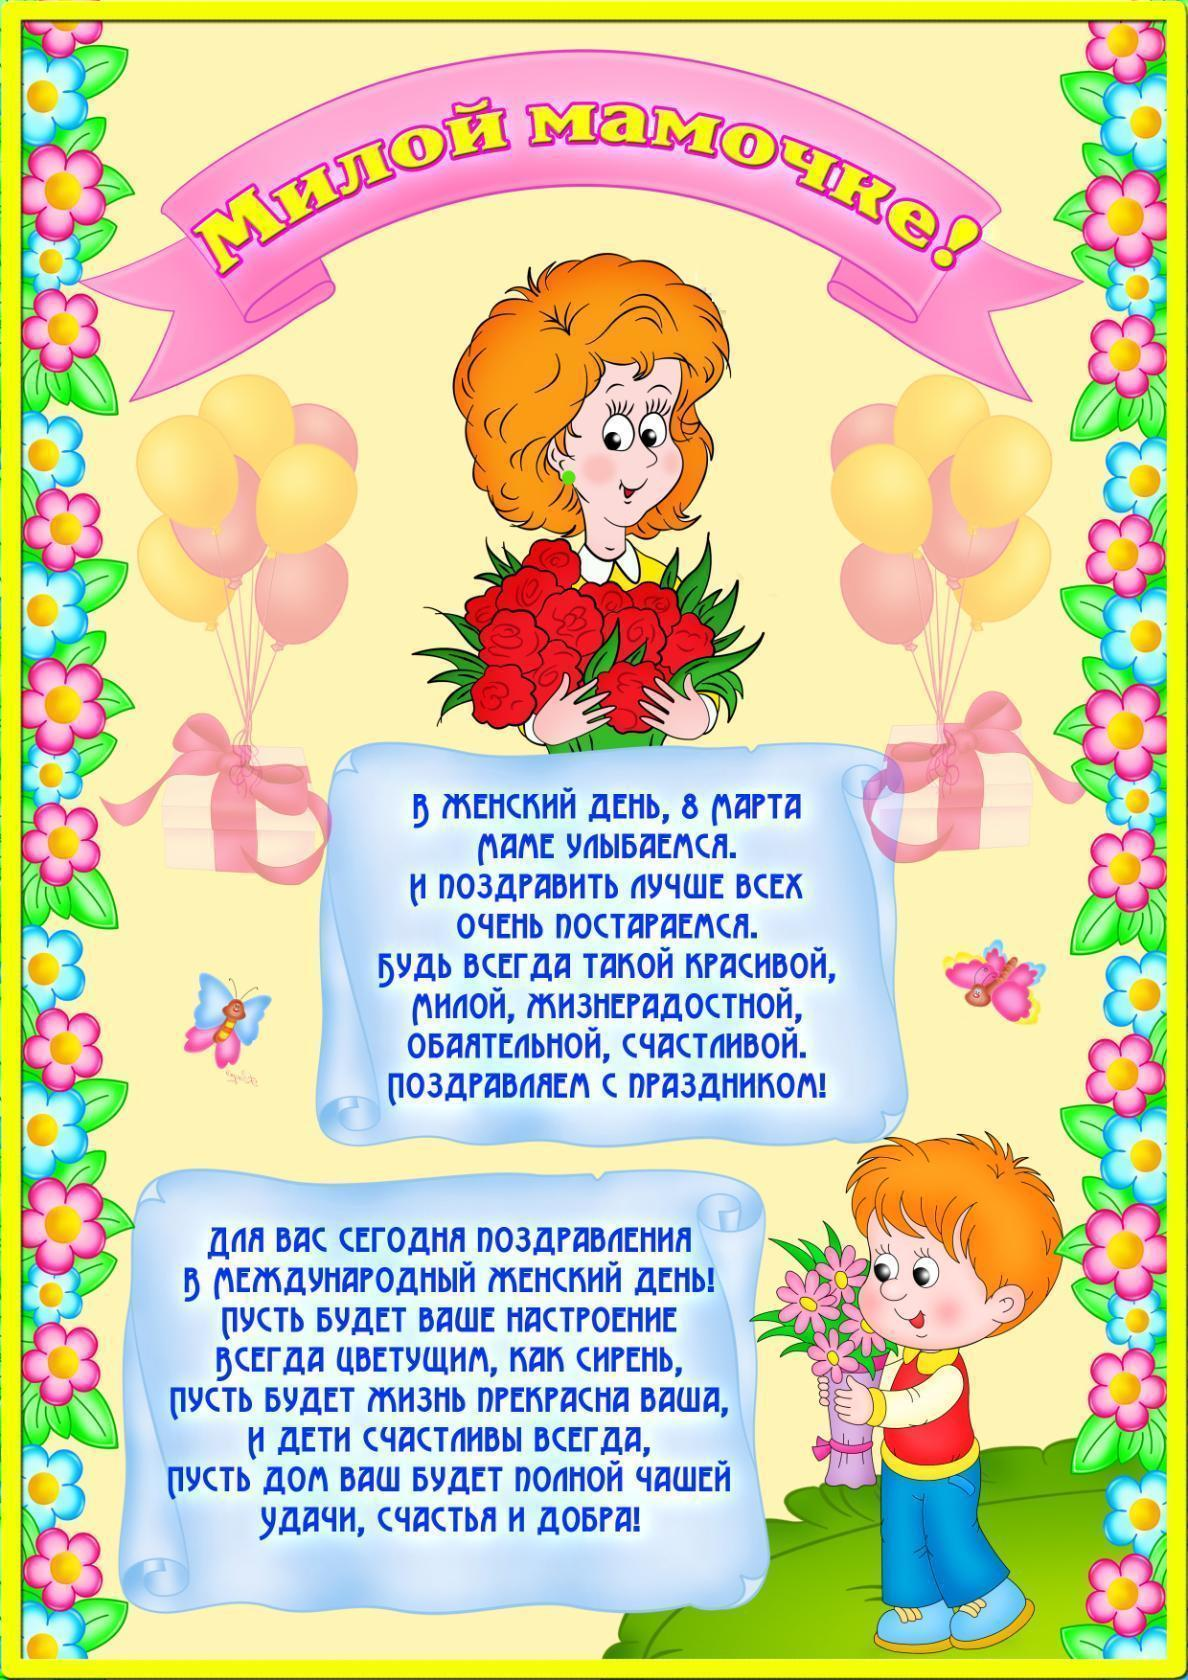 Милой мамочке!
В ЖЕНСКИЙ ДЕНЬ, 8 МАРТА
МАМЕ УЛЫБАЕМСЯ.
И ПОЗДРАВИТЬ ЛУЧШЕ ВСЕХ
ОЧЕНЬ ПОСТАРАЕМСЯ.
БУДЬ ВСЕГДА ТАКОЙ КРАСИВОЙ,
МИЛОЙ, ЖИЗНЕРАДОСТНОЙ,
ОБАЯТЕЛЬНОЙ, СЧАСТЛИВОЙ.
ПОЗДРАВЛЯЕМ С ПРАЗДНИКОМ!
ДЛЯ ВАС СЕГОДНЯ ПОЗДРАВЛЕНИЯ
В МЕЖДУНАРОДНЫЙ ЖЕНСКИЙ ДЕНЬ!
ПУСТЬ БУДЕТ ВАШЕ НАСТРОЕНИЕ
ВСЕГДА ЦВЕТУЩИМ, КАК СИРЕНЬ,
ПУСТЬ БУДЕТ ЖИЗНЬ ПРЕКРАСНА ВАША,
И ДЕТИ СЧАСТЛИВЫ ВСЕГДА,
ПУСТЬ ДОМ ВАШ БУДЕТ ПОЛНОЙ ЧАШЕЙ
УДАЧИ, СЧАСТЬЯ И ДОБРА!